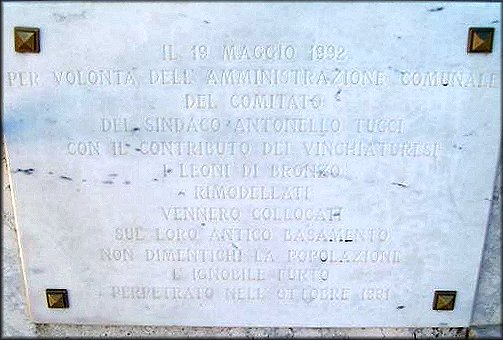 IL 19 MAGGIO 1992
PER VOLONTA DELL'AMMINISTRAZIONE COMUNALE
DEL COMITATO
DEL SINDACO ANTONELLO TUCCI
CON IL CONTRIBUTO DEI VINCHIATURESI
I LEONI DI BRONZO
RIMODELLATI
VENNERO COLLOCATI
SUL LORO ANTICO BASAMENTO
NON DIMENTICHI LA POPOLAZIONE
L'IGNOBILE FURTO
PERPETRATO NELL'OTTOBRE 1991